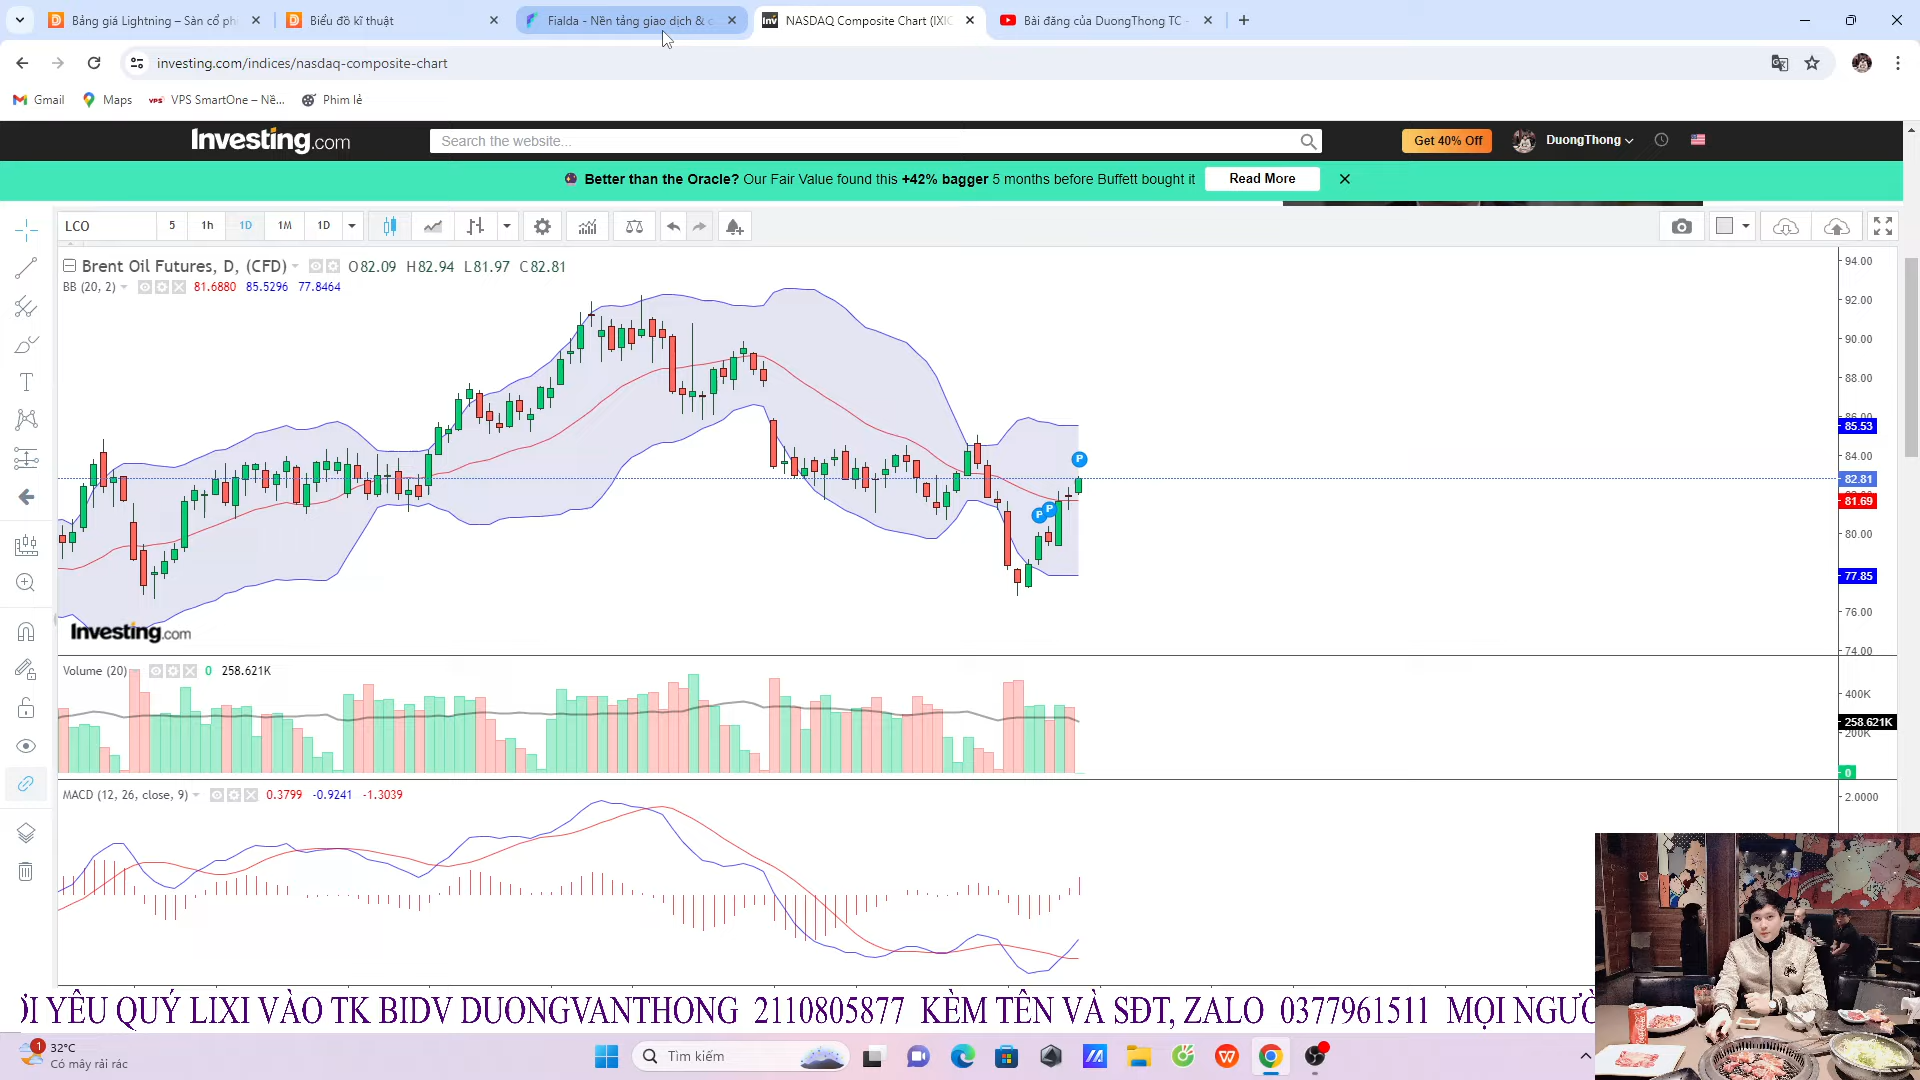 Bảng giá Lightning – Sàn cổ ph
Biểu đồ kĩ thuật
Fialda - Nền tảng giao dịch & c
NASDAQ Composite Chart (IXIC
Bài đăng của DuongThong TC -
investing.com/indices/nasdaq-composite-chart
Gmail
Maps
VPS SmartOne – Nề...
Phim lẻ
Investing.com
Search the website...
Get 40% Off
DuongThong
Better than the Oracle? Our Fair Value found this +42% bagger 5 months before Buffett bought it
Read More
LCO 5 1h 1D 1M 1D
Brent Oil Futures, D, (CFD) O82.09 H82.94 L81.97 C82.81
BB (20, 2) 81.6880 85.5296 77.8464
94.00
92.00
90.00
88.00
86.00
85.53
84.00
82.81
81.69
80.00
77.85
76.00
74.00
P
P
P
Investing.com
Volume (20) 0 258.621K
400K
258.621K
200K
0
MACD (12, 26, close, 9) 0.3799 -0.9241 -1.3039
2.0000
YÊU QUÝ LIXI VÀO TK BIDV DUONGVANTHONG 2110805877 KÈM TÊN VÀ SĐT, ZALO 0377961511 MỌI NGƯỜ
1
32°C
Có mây rải rác
Tìm kiếm